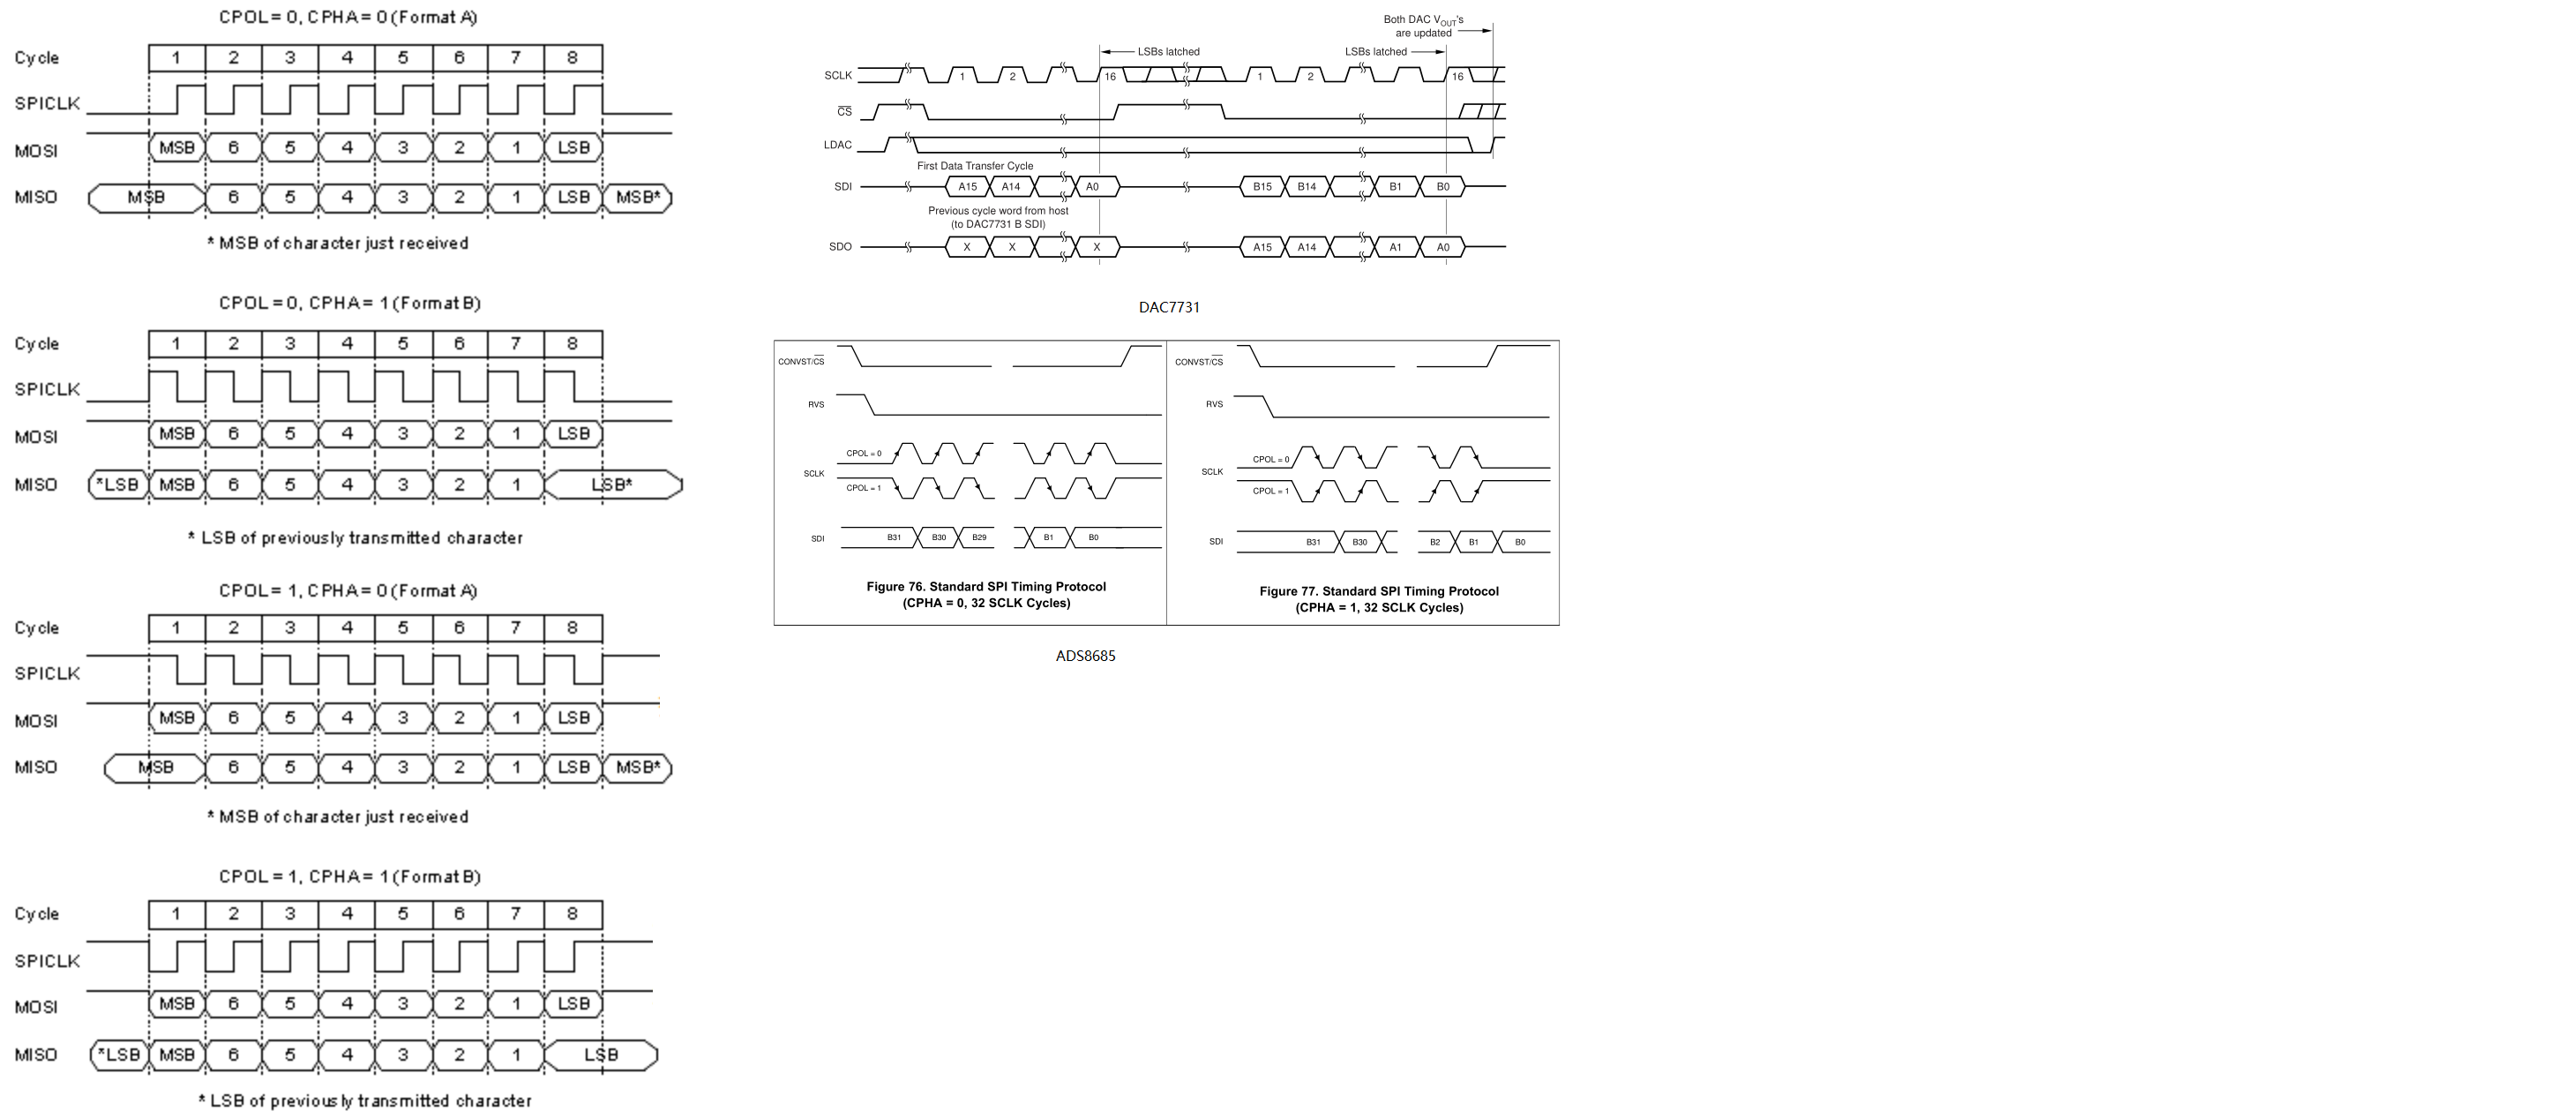 CPOL = 0, CPHA = 0 (Format A)
Cycle 1 2 3 4 5 6 7 8
SPICLK
MOSI MSB 6 5 4 3 2 1 LSB
MISO MSB 6 5 4 3 2 1 LSB MSB*
* MSB of character just received
CPOL = 0, CPHA = 1 (Format B)
Cycle 1 2 3 4 5 6 7 8
SPICLK
MOSI MSB 6 5 4 3 2 1 LSB
MISO *LSB MSB 6 5 4 3 2 1 LSB*
* LSB of previously transmitted character
CPOL = 1, CPHA = 0 (Format A)
Cycle 1 2 3 4 5 6 7 8
SPICLK
MOSI MSB 6 5 4 3 2 1 LSB
MISO MSB 6 5 4 3 2 1 LSB MSB*
* MSB of character just received
CPOL = 1, CPHA = 1 (Format B)
Cycle 1 2 3 4 5 6 7 8
SPICLK
MOSI MSB 6 5 4 3 2 1 LSB
MISO *LSB MSB 6 5 4 3 2 1 LSB
* LSB of previously transmitted character
Both DAC VOUT's
are updated
LSBs latched LSBs latched
SCLK 1 2 16 1 2 16
CS
LDAC
First Data Transfer Cycle
SDI A15 A14 A0 B15 B14 B1 B0
Previous cycle word from host
(to DAC7731 B SDI)
SDO X X X A15 A14 A1 A0
DAC7731
CONVST/CS
RVS
CPOL = 0
SCLK
CPOL = 1
SDI B31 B30 B29 B1 B0
Figure 76. Standard SPI Timing Protocol
(CPHA = 0, 32 SCLK Cycles)
CONVST/CS
RVS
CPOL = 0
SCLK
CPOL = 1
SDI B31 B30 B2 B1 B0
Figure 77. Standard SPI Timing Protocol
(CPHA = 1, 32 SCLK Cycles)
ADS8685